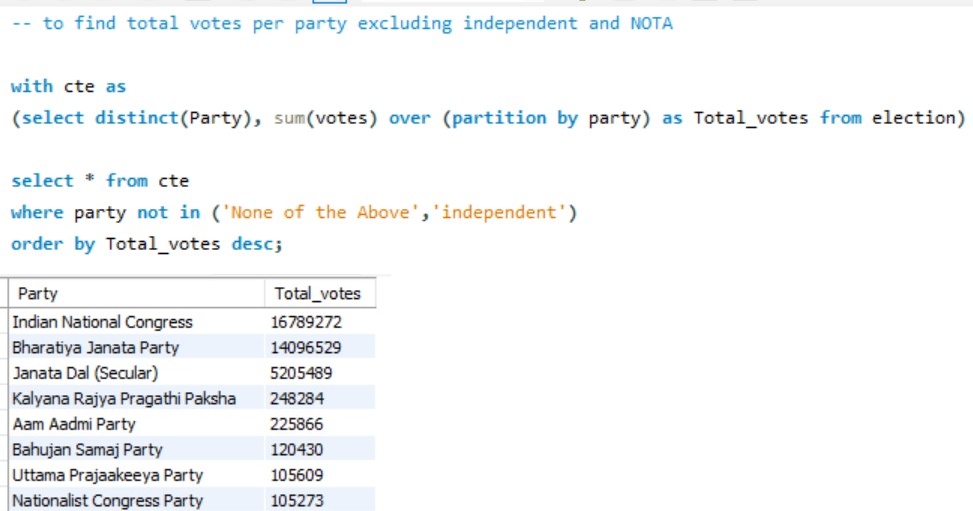 -- to find total votes per party excluding independent and NOTA
with cte as
(select distinct(Party), sum(votes) over (partition by party) as Total_votes from election)
select * from cte
where party not in ('None of the Above','independent')
order by Total_votes desc;
Party Total_votes
Indian National Congress 16789272
Bharatiya Janata Party 14096529
Janata Dal (Secular) 5205489
Kalyana Rajya Pragathi Paksha 248284
Aam Aadmi Party 225866
Bahujan Samaj Party 120430
Uttama Prajaakeeya Party 105609
Nationalist Congress Party 105273